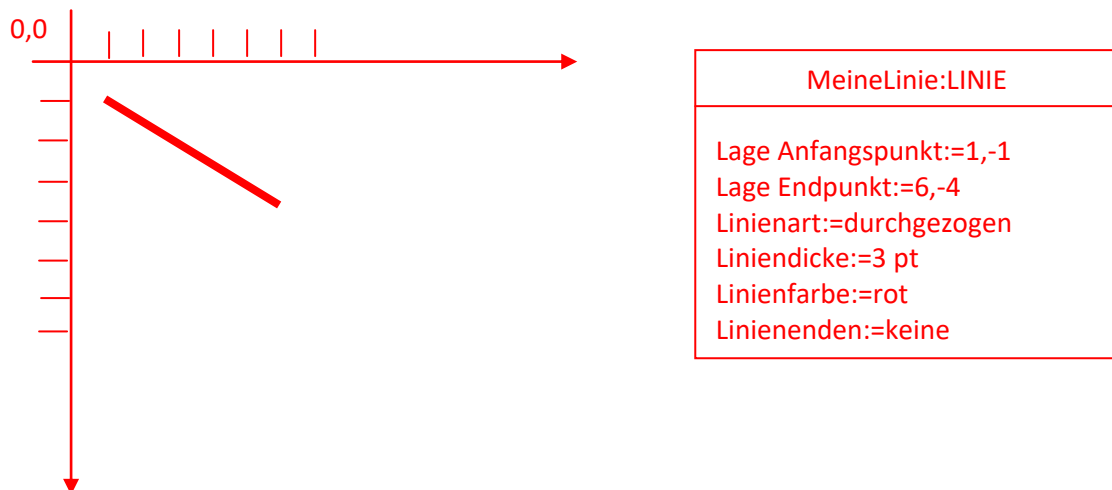 0,0
MeineLinie:LINIE
Lage Anfangspunkt:=1,-1
Lage Endpunkt:=6,-4
Linienart:=durchgezogen
Liniendicke:=3 pt
Linienfarbe:=rot
Linienenden:=keine